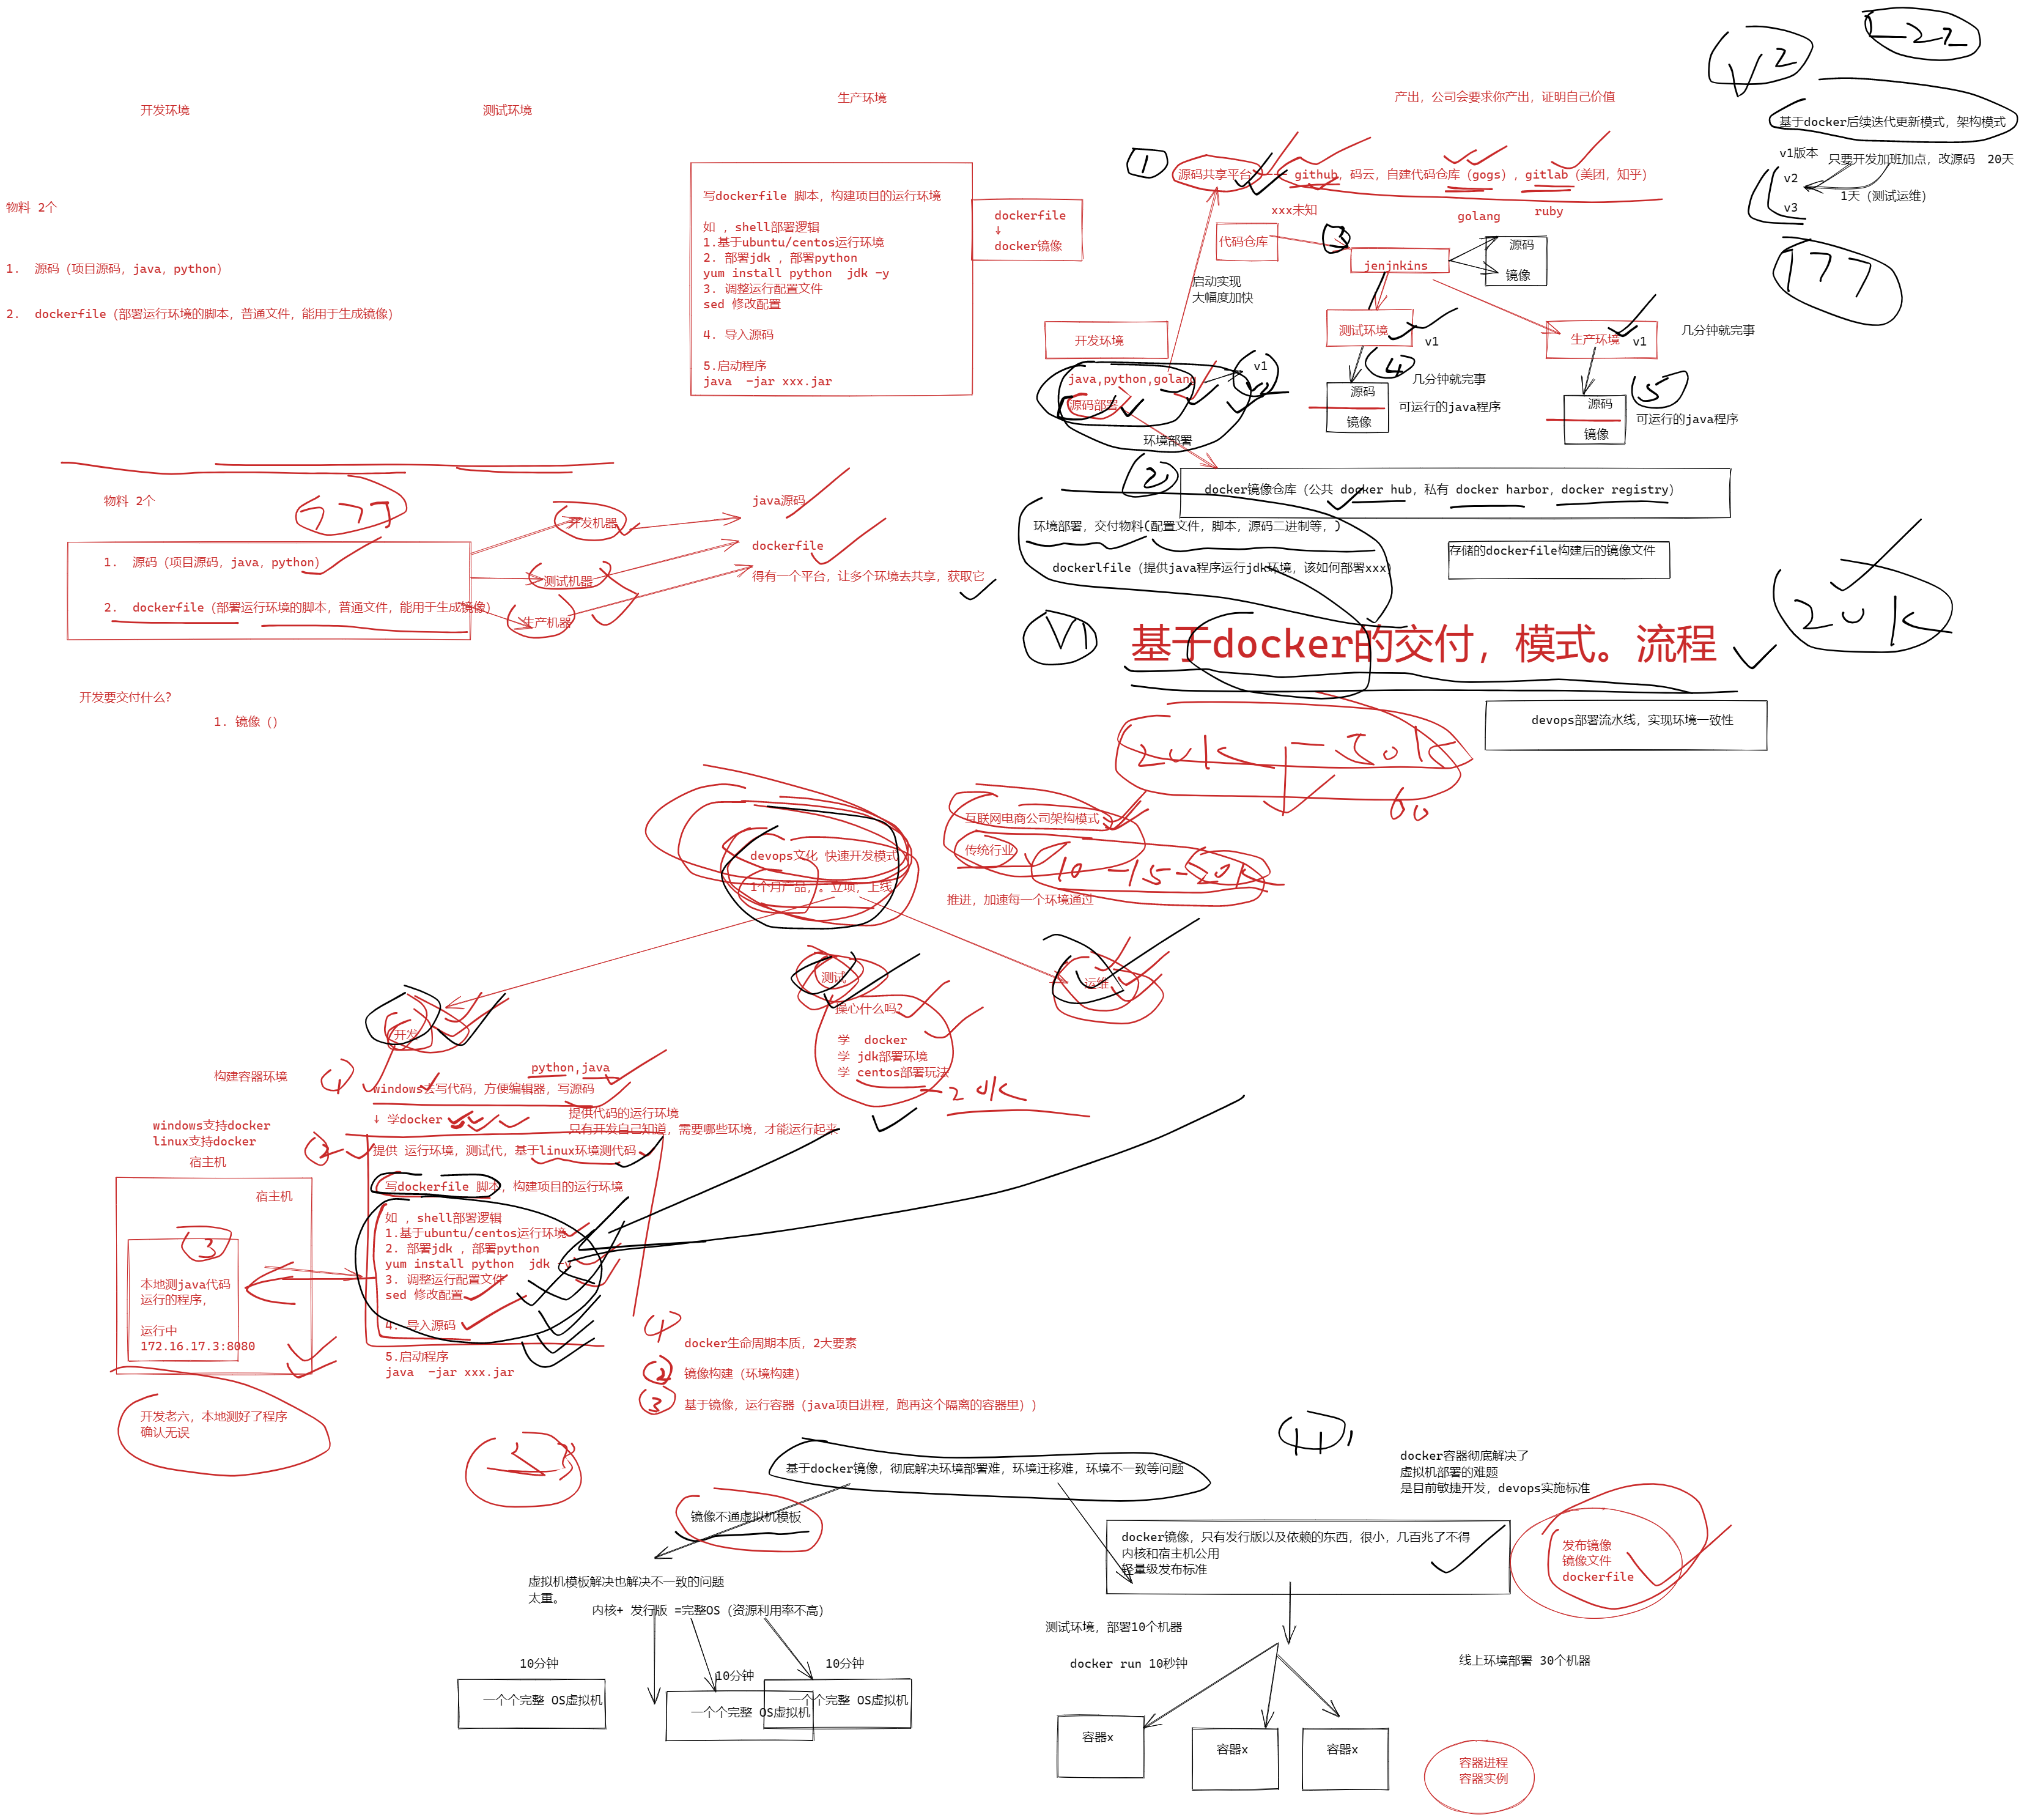 开发环境
测试环境
生产环境
物料 2个
1. 源码（项目源码，java，python）
2. dockerfile（部署运行环境的脚本，普通文件，能用于生成镜像）
写dockerfile 脚本，构建项目的运行环境
如 ，shell部署逻辑
1.基于ubuntu/centos运行环境
2. 部署jdk ，部署python
yum install python  jdk -y
3. 调整运行配置文件
sed 修改配置
4. 导入源码
5.启动程序
java  -jar xxx.jar
dockerfile
↓
docker镜像
产出，公司会要求你产出，证明自己价值
V2
基于docker后续迭代更新模式，架构模式
v1版本
只要开发加班加点，改源码  20天
v2
v3
1天（测试运维）
1
源码共享平台
github，码云，自建代码仓库（gogs），gitlab（美团，知乎）
xxx未知
golang
ruby
代码仓库
3
jenjnkins
源码
镜像
启动实现
大幅度加快
开发环境
java,python,golang
源码部署
v1
v2
环境部署
测试环境
v1
4
几分钟就完事
源码
镜像
可运行的java程序
生产环境
v1
几分钟就完事
5
源码
镜像
可运行的java程序
2
docker镜像仓库（公共 docker hub，私有 docker harbor，docker registry）
环境部署，交付物料(配置文件，脚本，源码二进制等，）
存储的dockerfile构建后的镜像文件
dockerlfile（提供java程序运行jdk环境，该如何部署xxx）
V1
基于docker的交付，模式。流程
20k
devops部署流水线，实现环境一致性
物料 2个
1. 源码（项目源码，java，python）
2. dockerfile（部署运行环境的脚本，普通文件，能用于生成镜像）
开发机器
测试机器
生产机器
java源码
dockerfile
得有一个平台，让多个环境去共享，获取它
开发要交付什么？
1. 镜像（）
devops文化 快速开发模式
1个月产品，。立项，上线
互联网电商公司架构模式
传统行业
10-15-20k
60
推进，加速每一个环境通过
开发
测试
运维
操心什么吗？
学  docker
学 jdk部署环境
学 centos部署玩法
构建容器环境
python,java
windows去写代码，方便编辑器，写源码
↓ 学docker
提供代码的运行环境
只有开发自己知道，需要哪些环境，才能运行起来
windows支持docker
linux支持docker
宿主机
2
提供 运行环境，测试代，基于linux环境测代码
写dockerfile 脚本，构建项目的运行环境
如 ，shell部署逻辑
1.基于ubuntu/centos运行环境
2. 部署jdk ，部署python
yum install python  jdk -y
3. 调整运行配置文件
sed 修改配置
4. 导入源码
5.启动程序
java  -jar xxx.jar
宿主机
3
本地测java代码
运行的程序，
运行中
172.16.17.3:8080
开发老六，本地测好了程序
确认无误
docker生命周期本质，2大要素
2
镜像构建（环境构建）
3
基于镜像，运行容器（java项目进程，跑再这个隔离的容器里））
基于docker镜像，彻底解决环境部署难，环境迁移难，环境不一致等问题
镜像不通虚拟机模板
虚拟机模板解决也解决不一致的问题
太重。
内核+ 发行版 =完整OS（资源利用率不高）
10分钟
10分钟
10分钟
一个个完整 OS虚拟机
一个个完整 OS虚拟机
一个个完整 OS虚拟机
docker容器彻底解决了
虚拟机部署的难题
是目前敏捷开发，devops实施标准
docker镜像，只有发行版以及依赖的东西，很小，几百兆了不得
内核和宿主机公用
轻量级发布标准
发布镜像
镜像文件
dockerfile
测试环境，部署10个机器
docker run 10秒钟
线上环境部署 30个机器
容器x
容器x
容器x
容器进程
容器实例